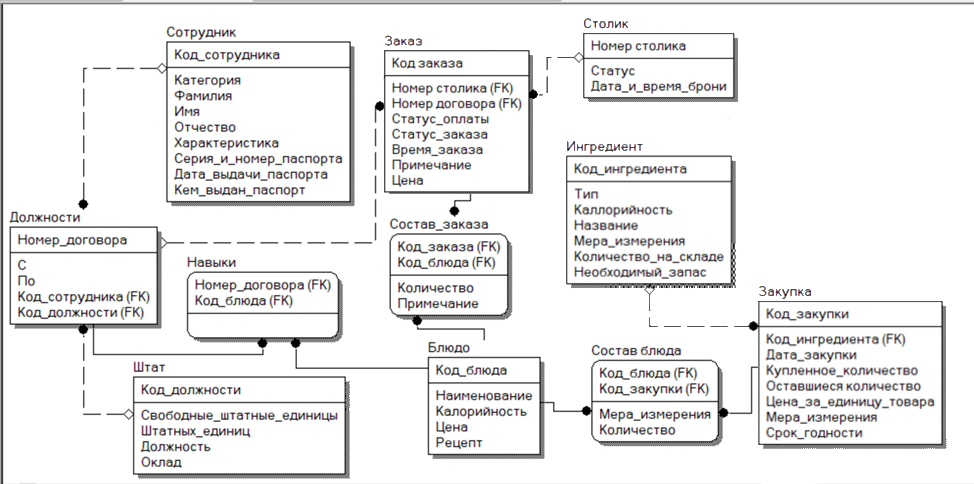 Сотрудник
Код_сотрудника
Категория
Фамилия
Имя
Отчество
Характеристика
Серия_и_номер_паспорта
Дата_выдачи_паспорта
Кем_выдан_паспорт
Заказ
Код заказа
Номер столика (FK)
Номер договора (FK)
Статус_оплаты
Статус_заказа
Время_заказа
Примечание
Цена
Столик
Номер столика
Статус
Дата_и_время_брони
Ингредиент
Код_ингредиента
Тип
Каллорийность
Название
Мера_измерения
Количество_на_складе
Необходимый_запас
Должности
Номер_договора
С
По
Код_сотрудника (FK)
Код_должности (FK)
Навыки
Номер_договора (FK)
Код_блюда (FK)
Состав_заказа
Код_заказа (FK)
Код_блюда (FK)
Количество
Примечание
Закупка
Код_закупки
Код_ингредиента (FK)
Дата_закупки
Купленное_количество
Оставшиеся количество
Цена_за_единицу_товара
Мера_измерения
Срок_годности
Штат
Код_должности
Свободные_штатные_единицы
Штатных_единиц
Должность
Оклад
Блюдо
Код_блюда
Наименование
Калорийность
Цена
Рецепт
Состав блюда
Код_блюда (FK)
Код_закупки (FK)
Мера_измерения
Количество